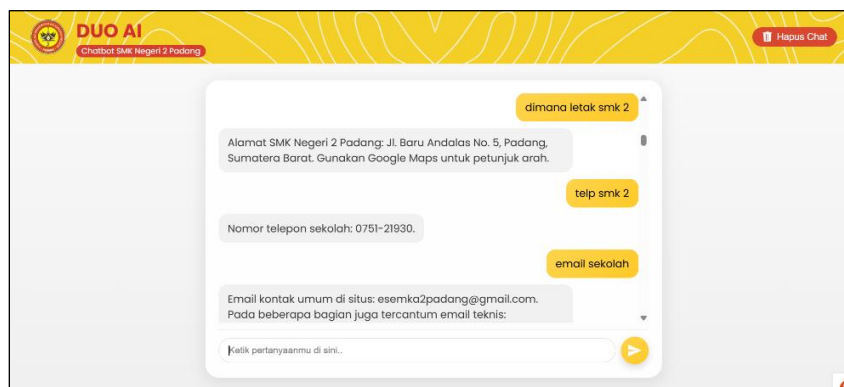 DUO AI
Chatbot SMK Negeri 2 Padang
Hapus Chat
dimana letak smk 2
Alamat SMK Negeri 2 Padang: Jl. Baru Andalas No. 5, Padang,
Sumatera Barat. Gunakan Google Maps untuk petunjuk arah.
telp smk 2
Nomor telepon sekolah: 0751-21930.
email sekolah
Email kontak umum di situs: esemka2padang@gmail.com.
Pada beberapa bagian juga tercantum email teknis:
Ketik pertanyaanmu di sini..